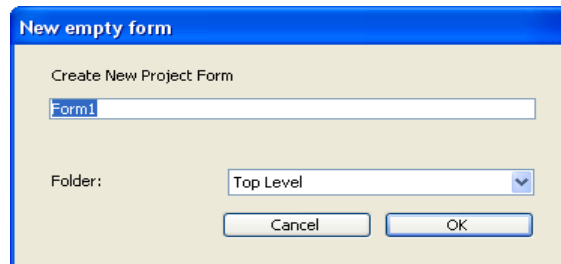 New empty form
Create New Project Form
Form1
Folder: Top Level
Cancel OK